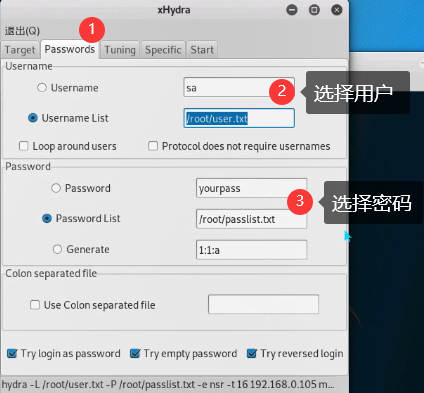 xHydra
退出(Q)
1
Target Passwords Tuning Specific Start
Username
Username sa
2 选择用户
Username List /root/user.txt
Loop around users Protocol does not require usernames
Password
Password yourpass
3 选择密码
Password List /root/passlist.txt
Generate 1:1:a
Colon separated file
Use Colon separated file
Try login as password Try empty password Try reversed login
hydra -L /root/user.txt -P /root/passlist.txt -e nsr -t 16 192.168.0.105 m...